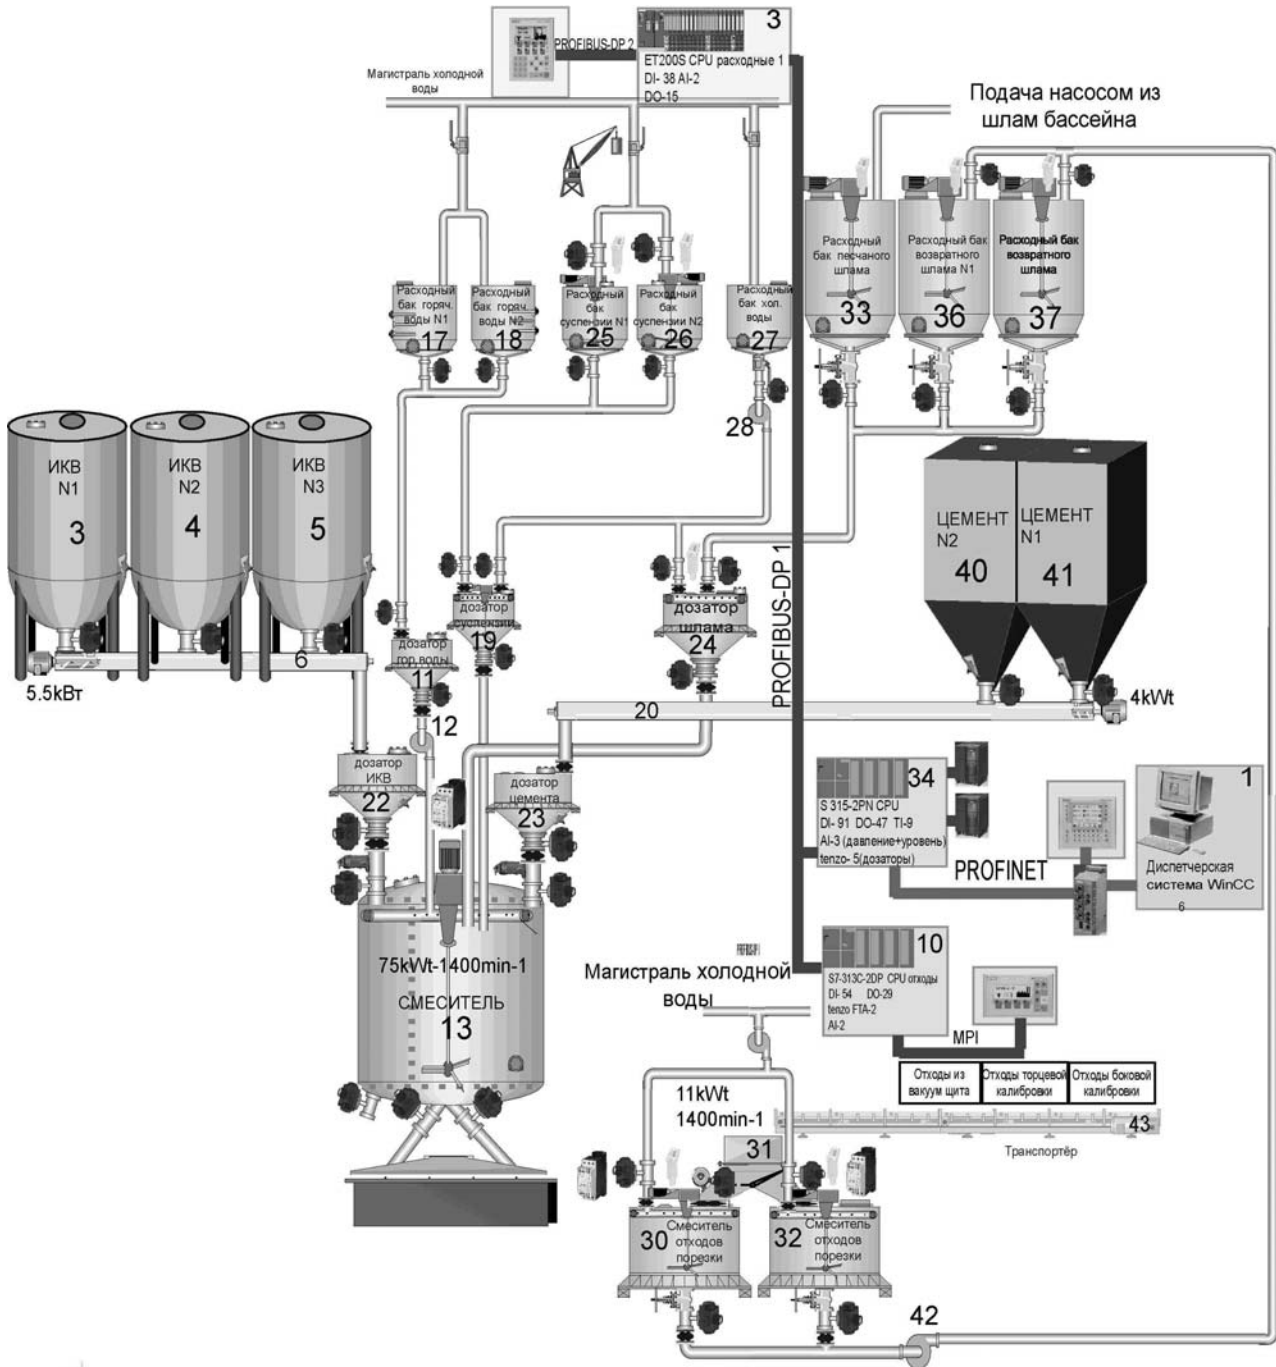 3
PROFIBUS-DP 2
ET200S CPU расходные 1
DI- 38 AI-2
DO-15
Магистраль холодной
воды
Подача насосом из
шлам бассейна
Расходный
бак горяч.
воды N1
17
Расходный
бак горяч.
воды N2
18
Расходный
бак
суспензии N1
25
Расходный
бак
суспензии N2
26
Расходный
бак хол.
воды
27
28
Расходный
бак песчаного
шлама
33
Расходный бак
возвратного
шлама N1
36
Расходный бак
возвратного
шлама
37
ИКВ
N1
3
ИКВ
N2
4
ИКВ
N3
5
6
5.5кВт
дозатор
гор.воды
11
12
дозатор
суспензии
19
дозатор
шлама
24
PROFIBUS-DP 1
ЦЕМЕНТ
N2
40
ЦЕМЕНТ
N1
41
4kWt
20
дозатор
ИКВ
22
дозатор
цемента
23
34
S 315-2PN CPU
DI- 91 DO-47 TI-9
AI-3 (давление+уровень)
tenzo- 5(дозаторы)
PROFINET
1
Диспетчерская
система WinCC
6
75kWt-1400min-1
СМЕСИТЕЛЬ
13
Магистраль холодной
воды
10
S7-313C-2DP CPU отходы
DI- 54 DO-29
tenzo FTA-2
AI-2
MPI
Отходы из
вакуум щита
Отходы торцевой
калибровки
Отходы боковой
калибровки
43
Транспортёр
11kWt
1400min-1
31
30
Смеситель
отходов
порезки
32
Смеситель
отходов
порезки
42